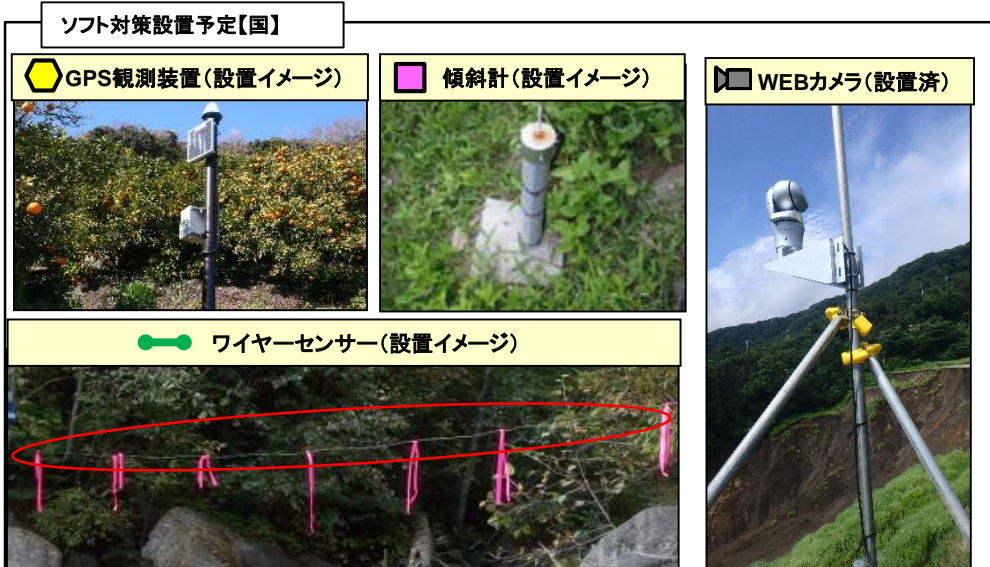 ソフト対策設置予定【国】
GPS観測装置（設置イメージ）
傾斜計（設置イメージ）
WEBカメラ（設置済）
ワイヤーセンサー（設置イメージ）